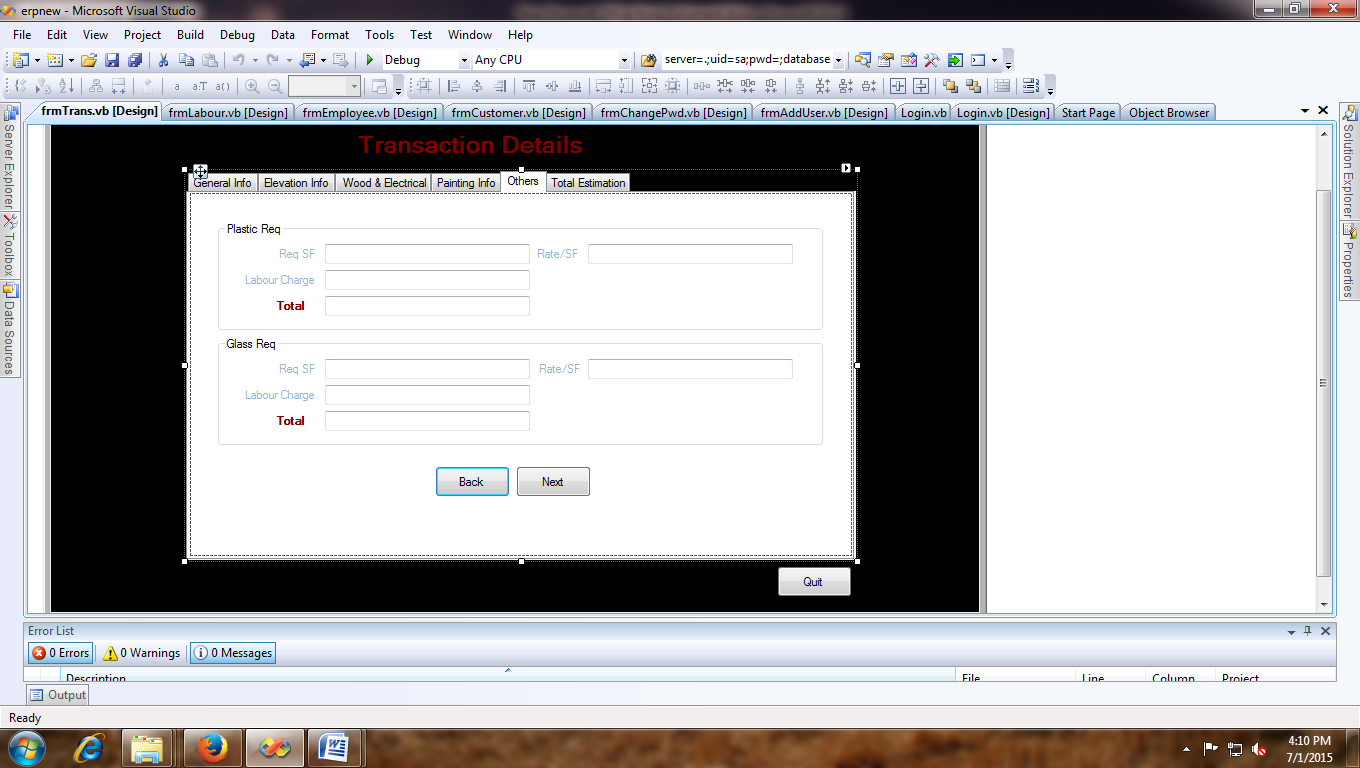 erpnew - Microsoft Visual Studio
File Edit View Project Build Debug Data Format Tools Test Window Help
Debug Any CPU server=.;uid=sa;pwd=;database
a a:T a()
frmTrans.vb [Design] frmLabour.vb [Design] frmEmployee.vb [Design] frmCustomer.vb [Design] frmChangePwd.vb [Design] frmAddUser.vb [Design] Login.vb Login.vb [Design] Start Page Object Browser
Server Explorer
Toolbox
Data Sources
Transaction Details
General Info Elevation Info Wood & Electrical Painting Info Others Total Estimation
Plastic Req
Req SF Rate/SF
Labour Charge
Total
Glass Req
Req SF Rate/SF
Labour Charge
Total
Back Next
Quit
Solution Explorer
Properties
Error List
0 Errors 0 Warnings 0 Messages
Description File Line Column Project
Output
Ready
4:10 PM
7/1/2015